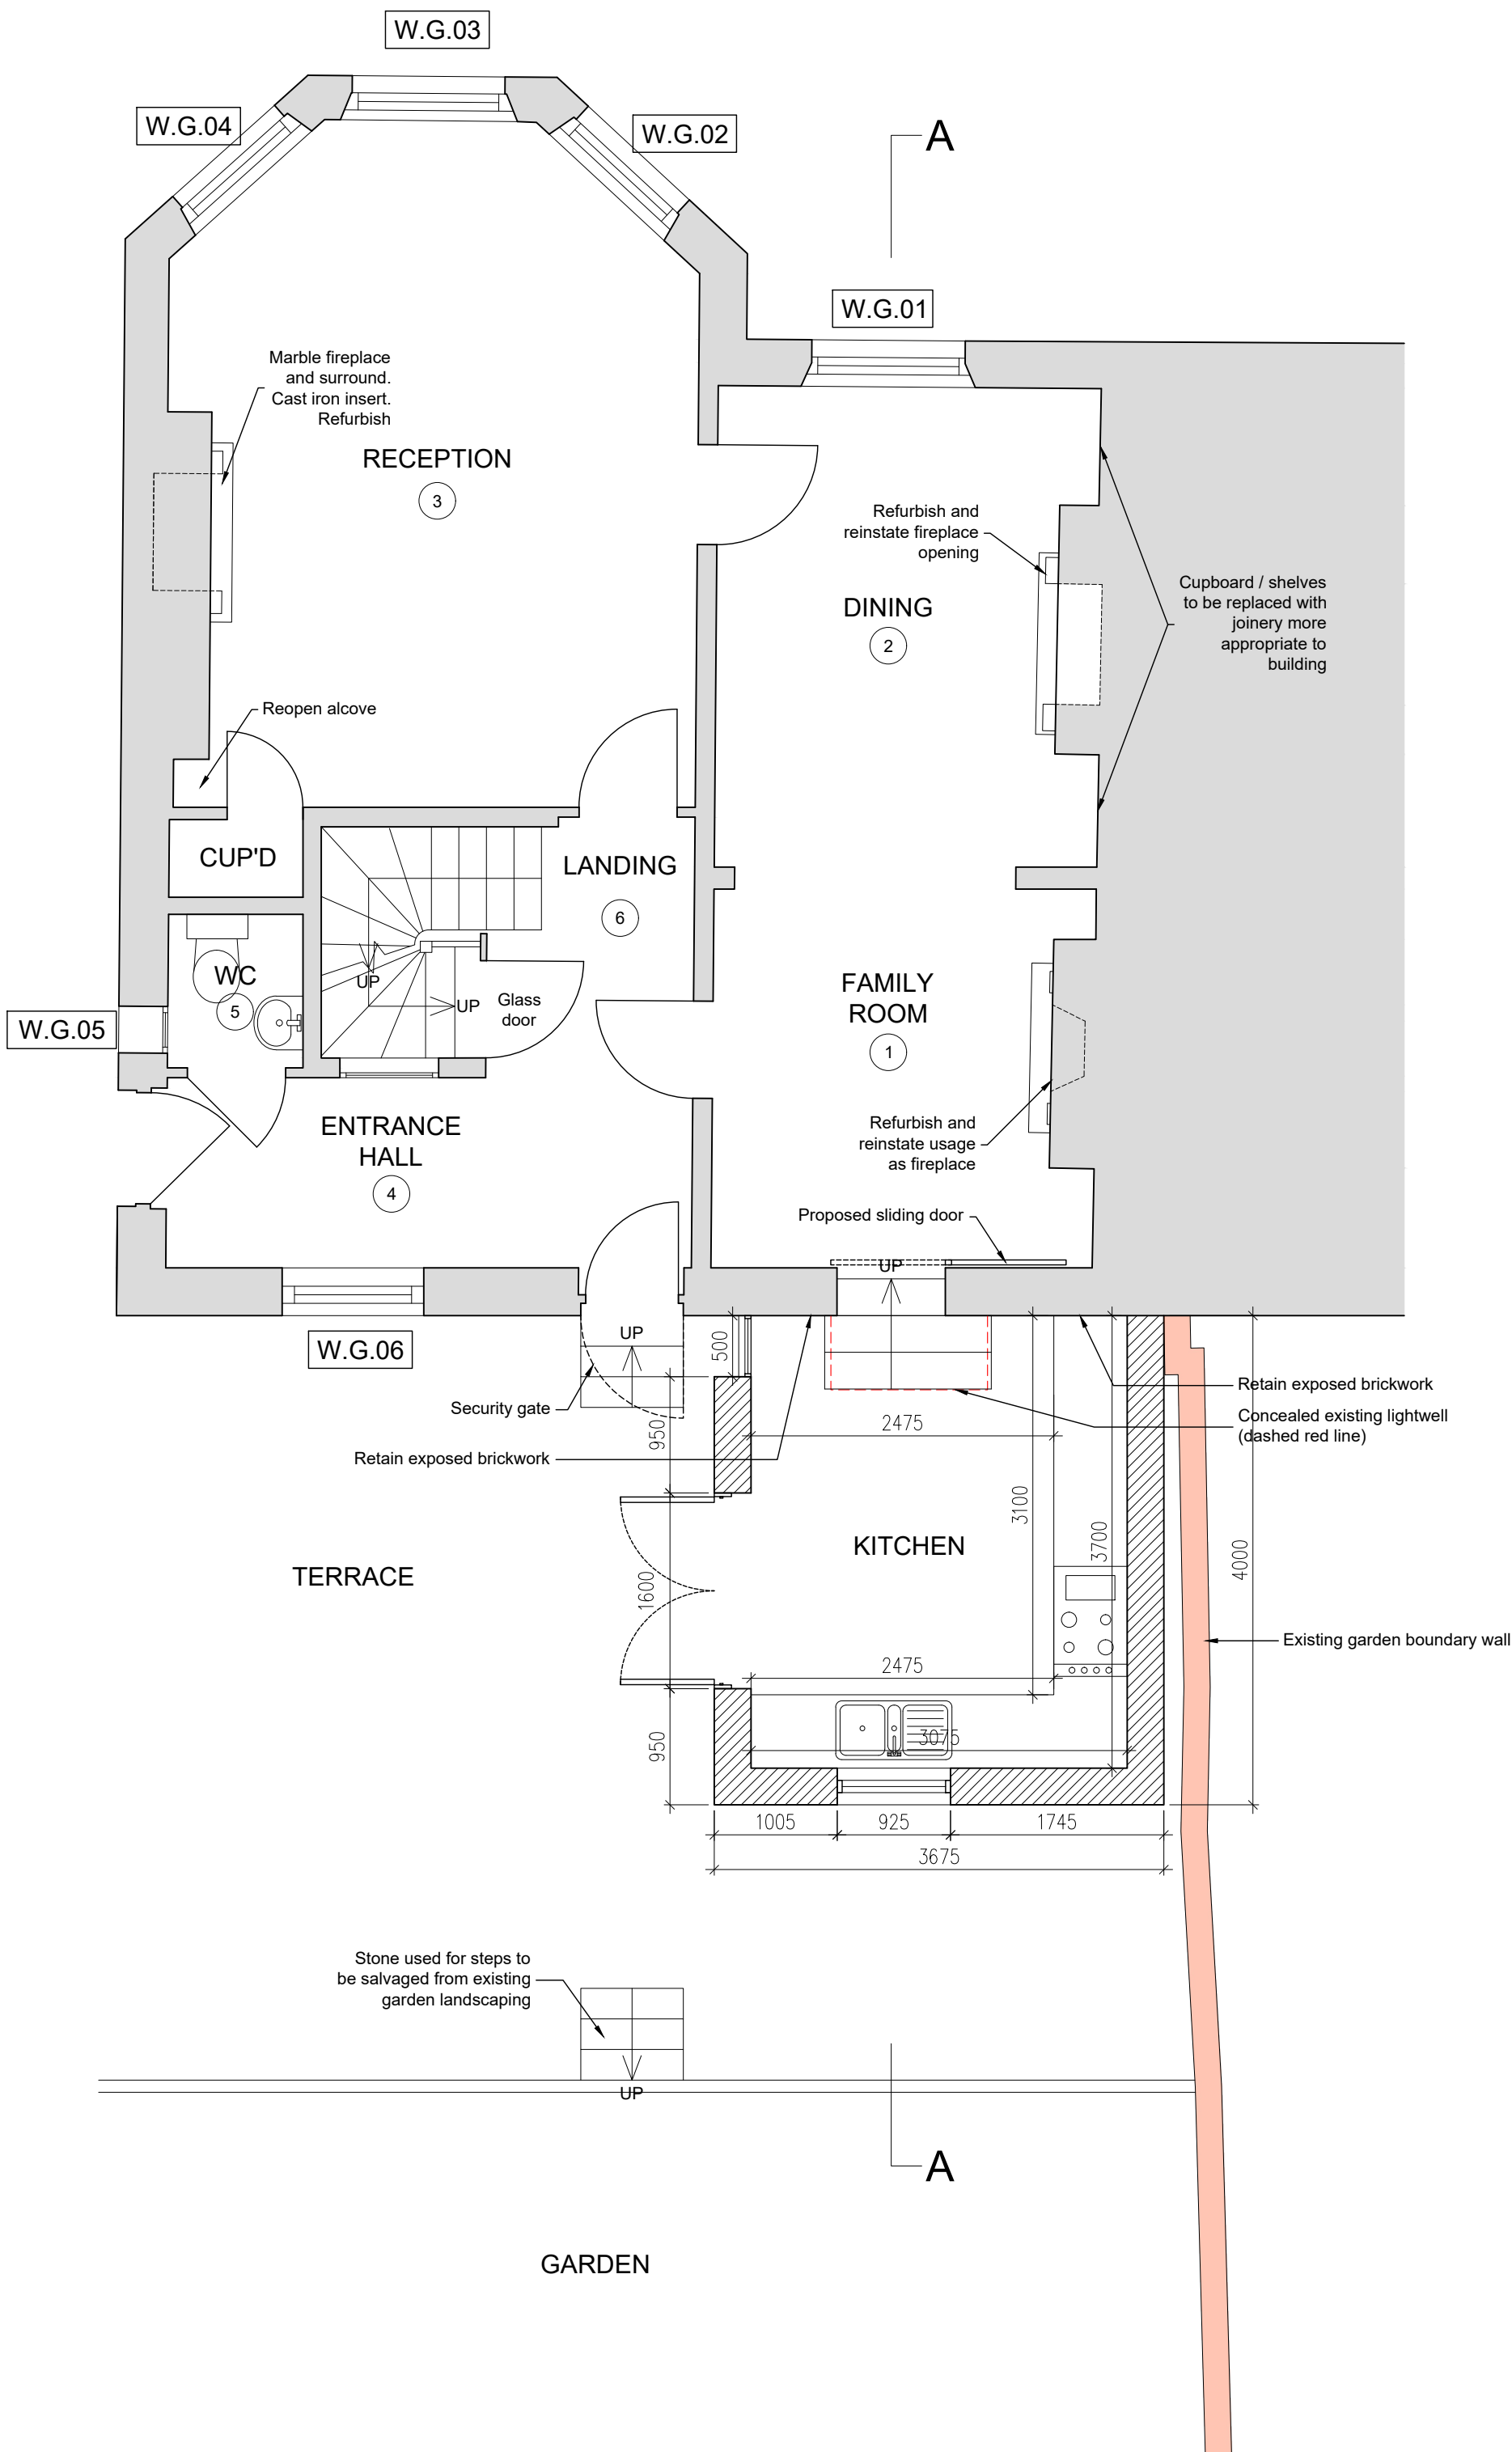 W.G.03
W.G.04
W.G.02
A
W.G.01
Marble fireplace
and surround.
Cast iron insert.
Refurbish
RECEPTION
3
Refurbish and
reinstate fireplace
opening
DINING
2
Cupboard / shelves
to be replaced with
joinery more
appropriate to
building
Reopen alcove
CUP'D
LANDING
6
WC
5
UP
UP
Glass
door
FAMILY
ROOM
1
W.G.05
ENTRANCE
HALL
4
Refurbish and
reinstate usage
as fireplace
Proposed sliding door
UP
W.G.06
UP
500
Security gate
Retain exposed brickwork
Retain exposed brickwork
Concealed existing lightwell
(dashed red line)
950
2475
3100
3700
4000
KITCHEN
TERRACE
1600
2475
Existing garden boundary wall
950
3075
1005
925
1745
3675
Stone used for steps to
be salvaged from existing
garden landscaping
UP
A
GARDEN